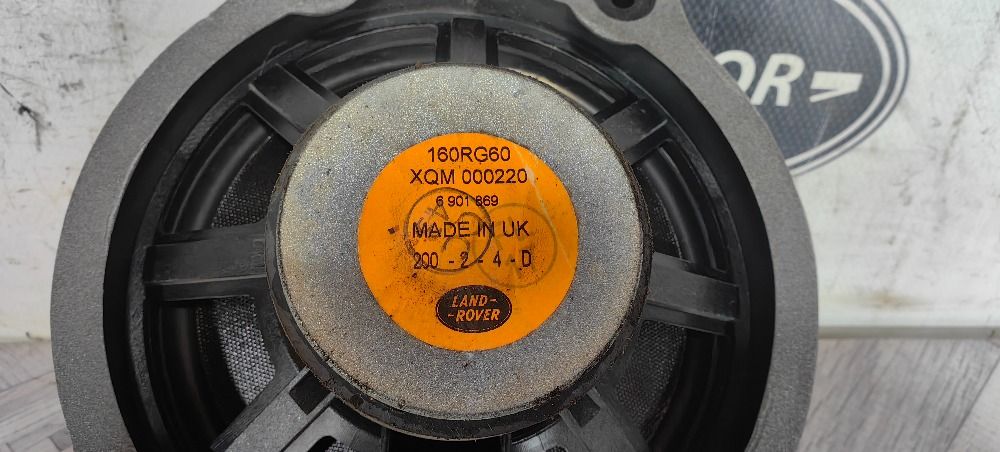 160RG60
XQM 000220
6 901 869
MADE IN UK
200 - 2 - 4 - D
LAND-
-ROVER
OR